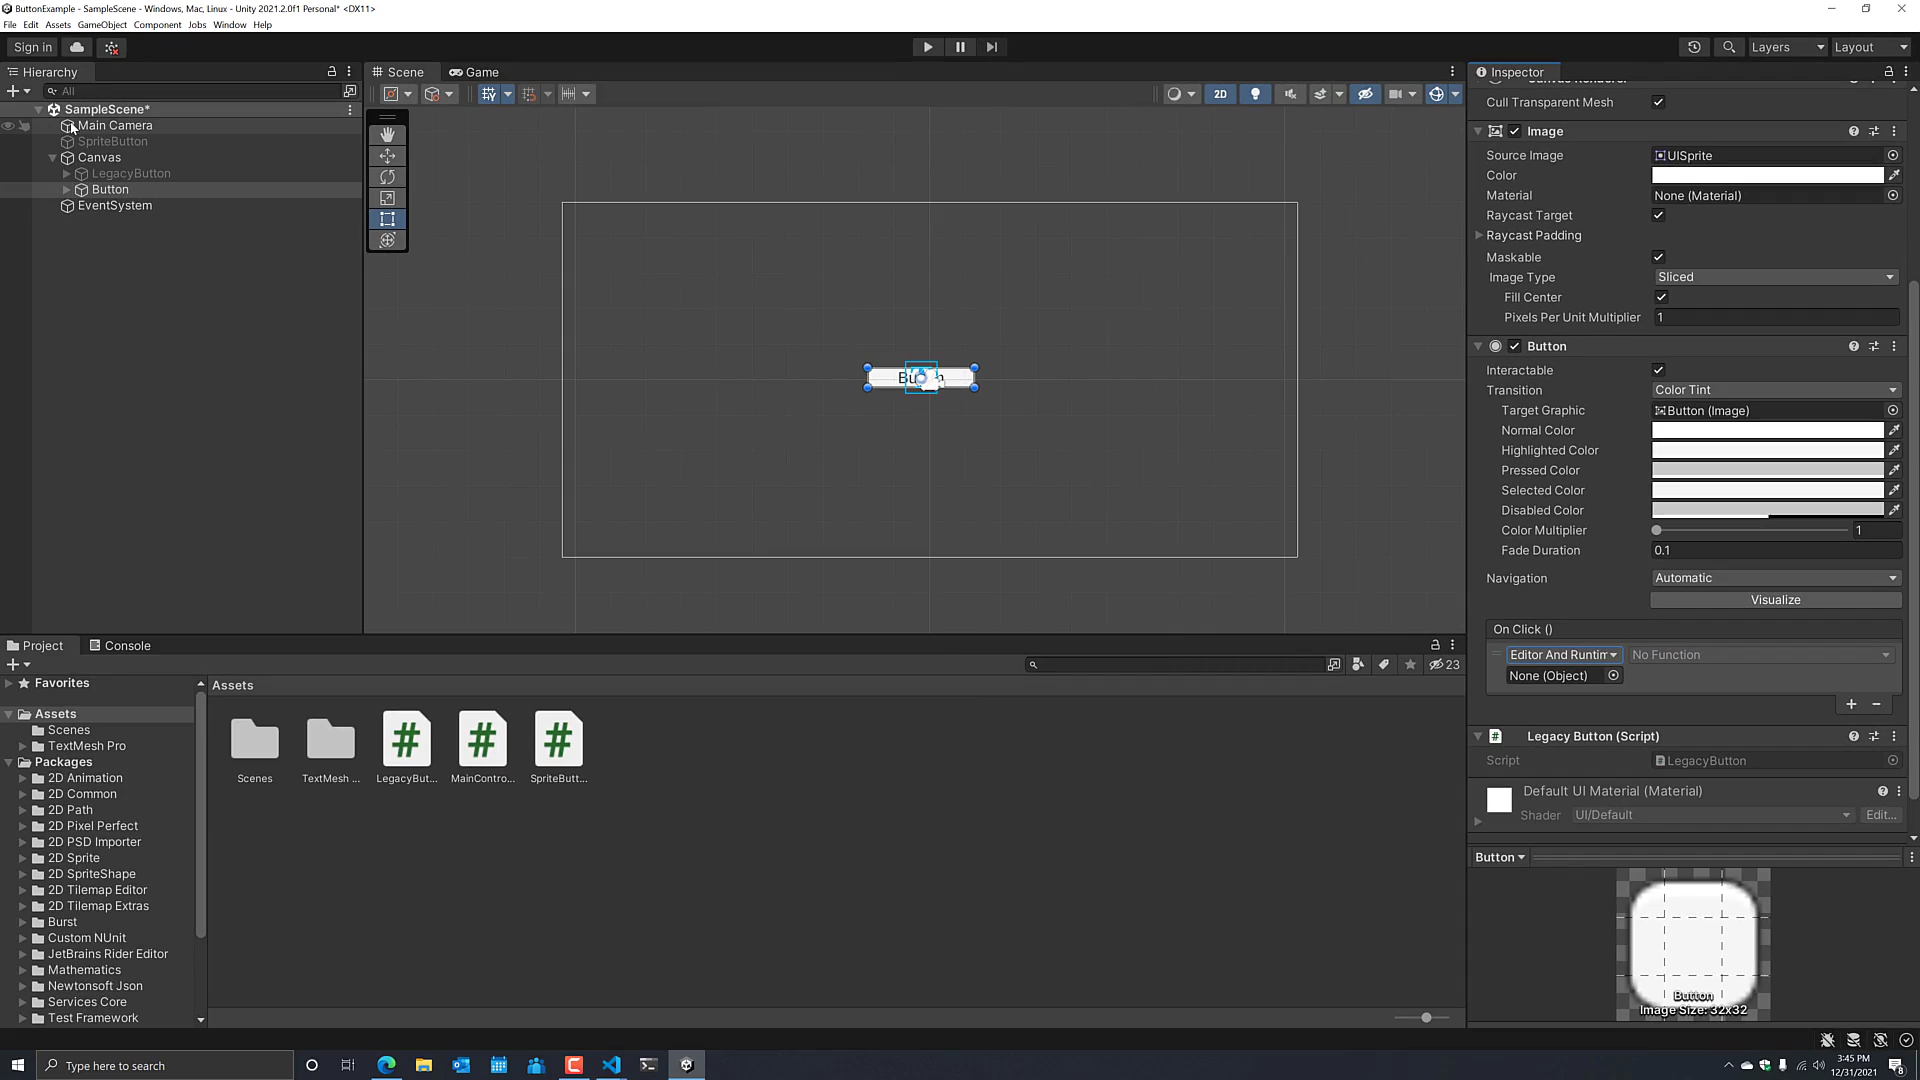 ButtonExample - SampleScene - Windows, Mac, Linux - Unity 2021.2.0f1 Personal* <DX11>
File Edit Assets GameObject Component Jobs Window Help
Sign in
Layers
Layout
Hierarchy
Scene
Game
Inspector
All
2D
Cull Transparent Mesh
SampleScene*
Main Camera
SpriteButton
Canvas
LegacyButton
Button
EventSystem
Image
Source Image
UISprite
Color
Material
None (Material)
Raycast Target
Raycast Padding
Maskable
Image Type
Sliced
Fill Center
Pixels Per Unit Multiplier
1
Button
Interactable
Transition
Color Tint
Target Graphic
Button (Image)
Normal Color
Highlighted Color
Pressed Color
Selected Color
Disabled Color
Color Multiplier
1
Fade Duration
0.1
Navigation
Automatic
Visualize
On Click ()
Editor And Runtim
No Function
None (Object)
Legacy Button (Script)
Script
LegacyButton
Default UI Material (Material)
Shader
UI/Default
Edit...
Button
Button
Image Size: 32x32
Project
Console
23
Favorites
Assets
Scenes
TextMesh Pro
Packages
2D Animation
2D Common
2D Path
2D Pixel Perfect
2D PSD Importer
2D Sprite
2D SpriteShape
2D Tilemap Editor
2D Tilemap Extras
Burst
Custom NUnit
JetBrains Rider Editor
Mathematics
Newtonsoft Json
Services Core
Test Framework
Assets
Scenes
TextMesh ...
LegacyBut...
MainContro...
SpriteButt...
Type here to search
3:45 PM
12/31/2021